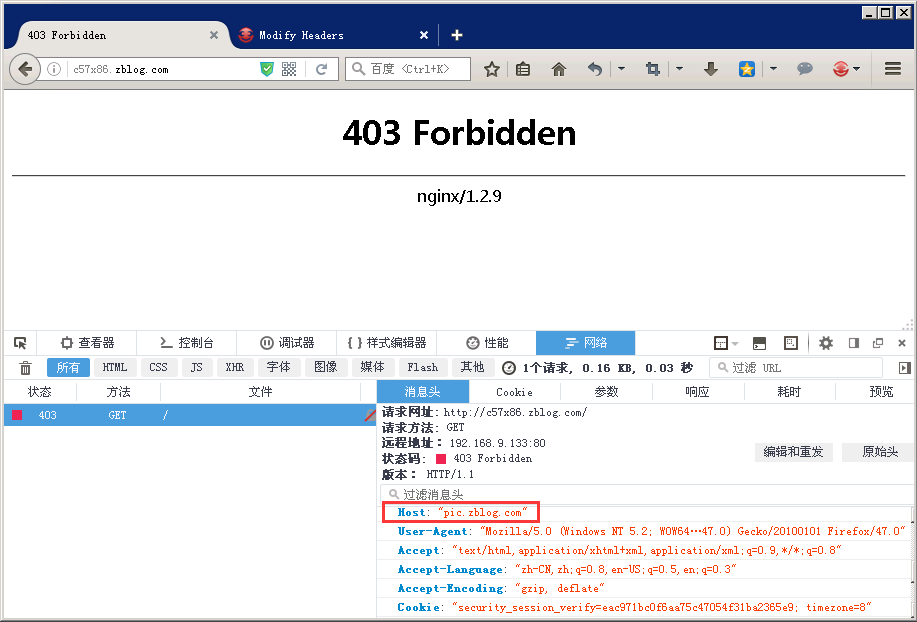 403 Forbidden
Modify Headers
c57x86.zblog.com
百度 <Ctrl+K>
403 Forbidden
nginx/1.2.9
查看器
控制台
调试器
{ } 样式编辑器
性能
网络
所有 HTML CSS JS XHR 字体 图像 媒体 Flash 其他 1个请求, 0.16 KB, 0.03 秒 过滤 URL
状态 方法 文件 消息头 Cookie 参数 响应 耗时 预览
403 GET /
请求网址: http://c57x86.zblog.com/
请求方法: GET
远程地址: 192.168.9.133:80
状态码: 403 Forbidden
编辑和重发 原始头
版本: HTTP/1.1
过滤消息头
Host: "pic.zblog.com"
User-Agent: "Mozilla/5.0 (Windows NT 5.2; WOW64…47.0) Gecko/20100101 Firefox/47.0"
Accept: "text/html,application/xhtml+xml,application/xml;q=0.9,*/*;q=0.8"
Accept-Language: "zh-CN,zh;q=0.8,en-US;q=0.5,en;q=0.3"
Accept-Encoding: "gzip, deflate"
Cookie: "security_session_verify=eac971bc0f6aa75c47054f31ba2365e9; timezone=8"